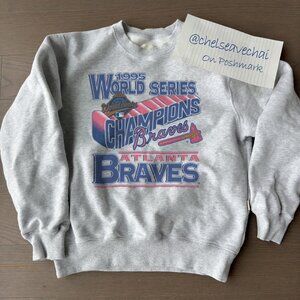 @chelseavechai
On Poshmark
1995
WORLD SERIES
CHAMPIONS
Braves
ATLANTA
BRAVES